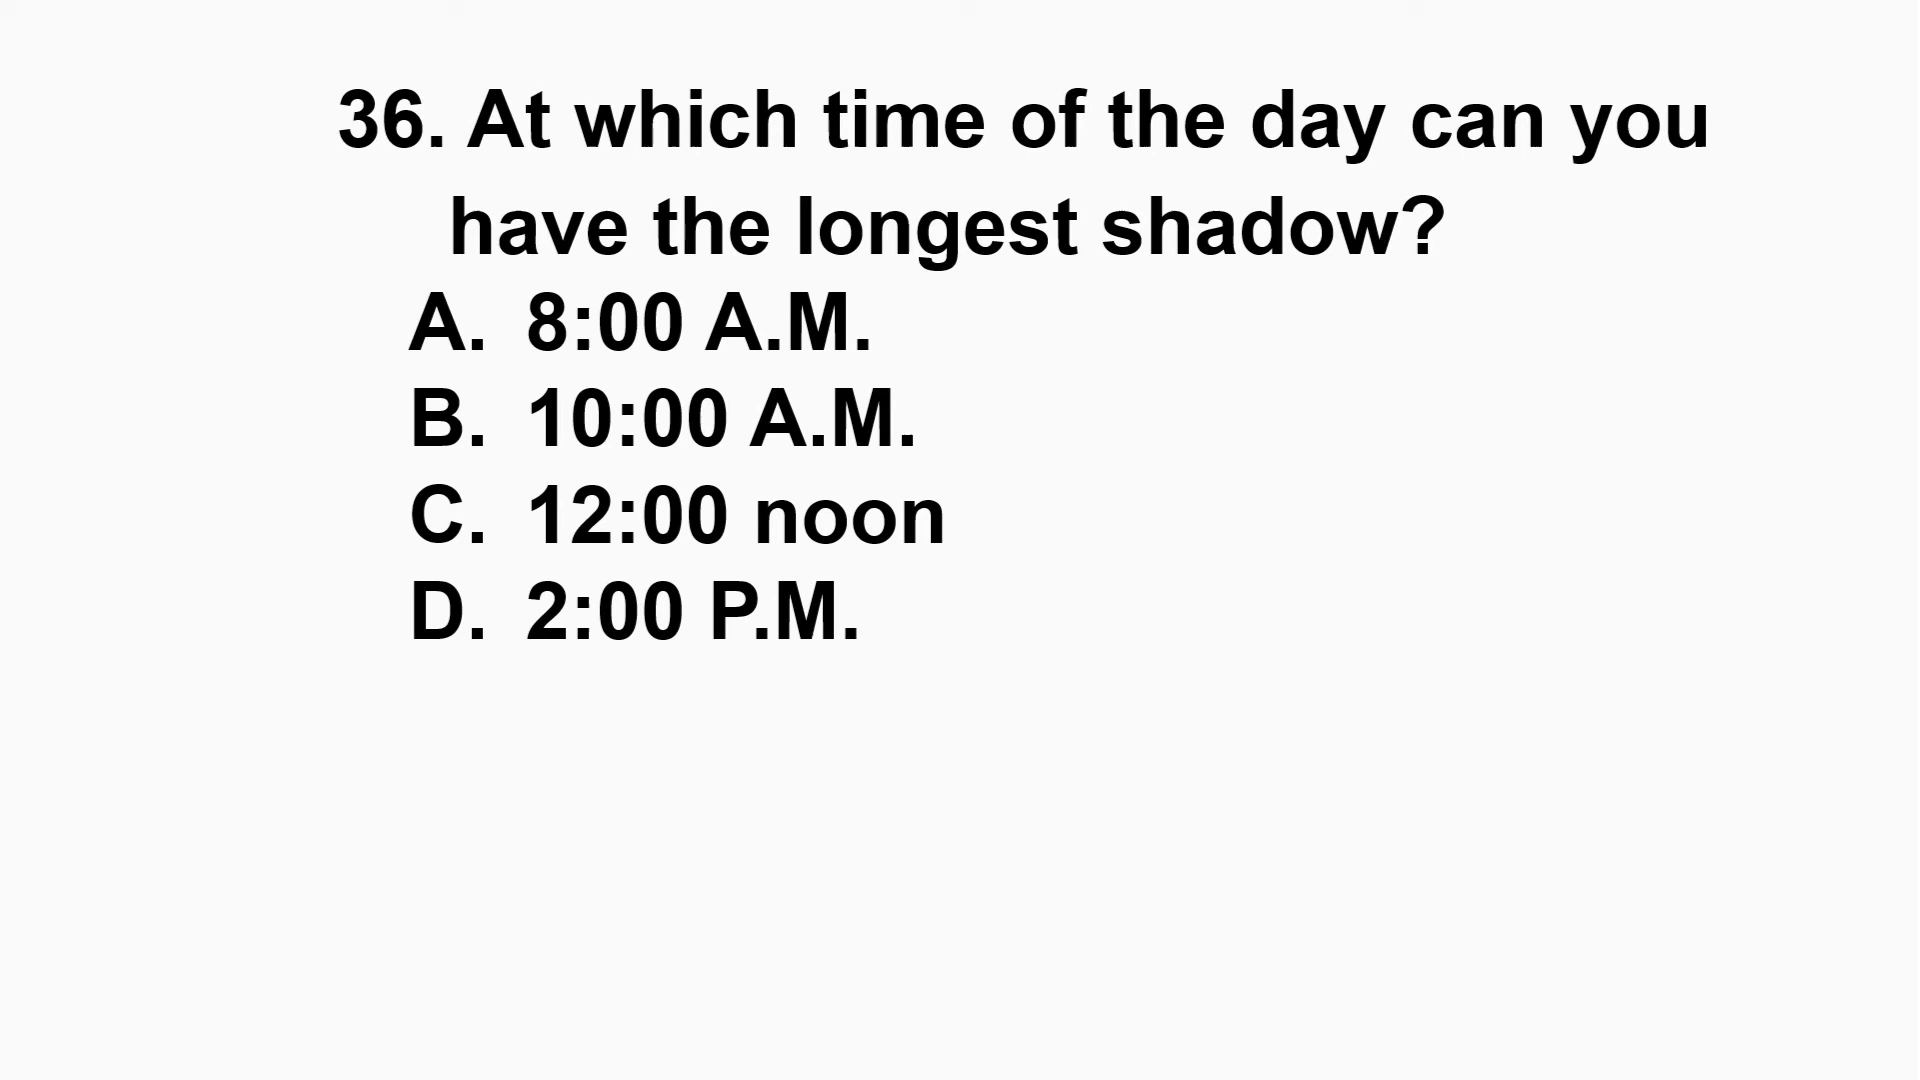 36. At which time of the day can you
have the longest shadow?
A. 8:00 A.M.
B. 10:00 A.M.
C. 12:00 noon
D. 2:00 P.M.